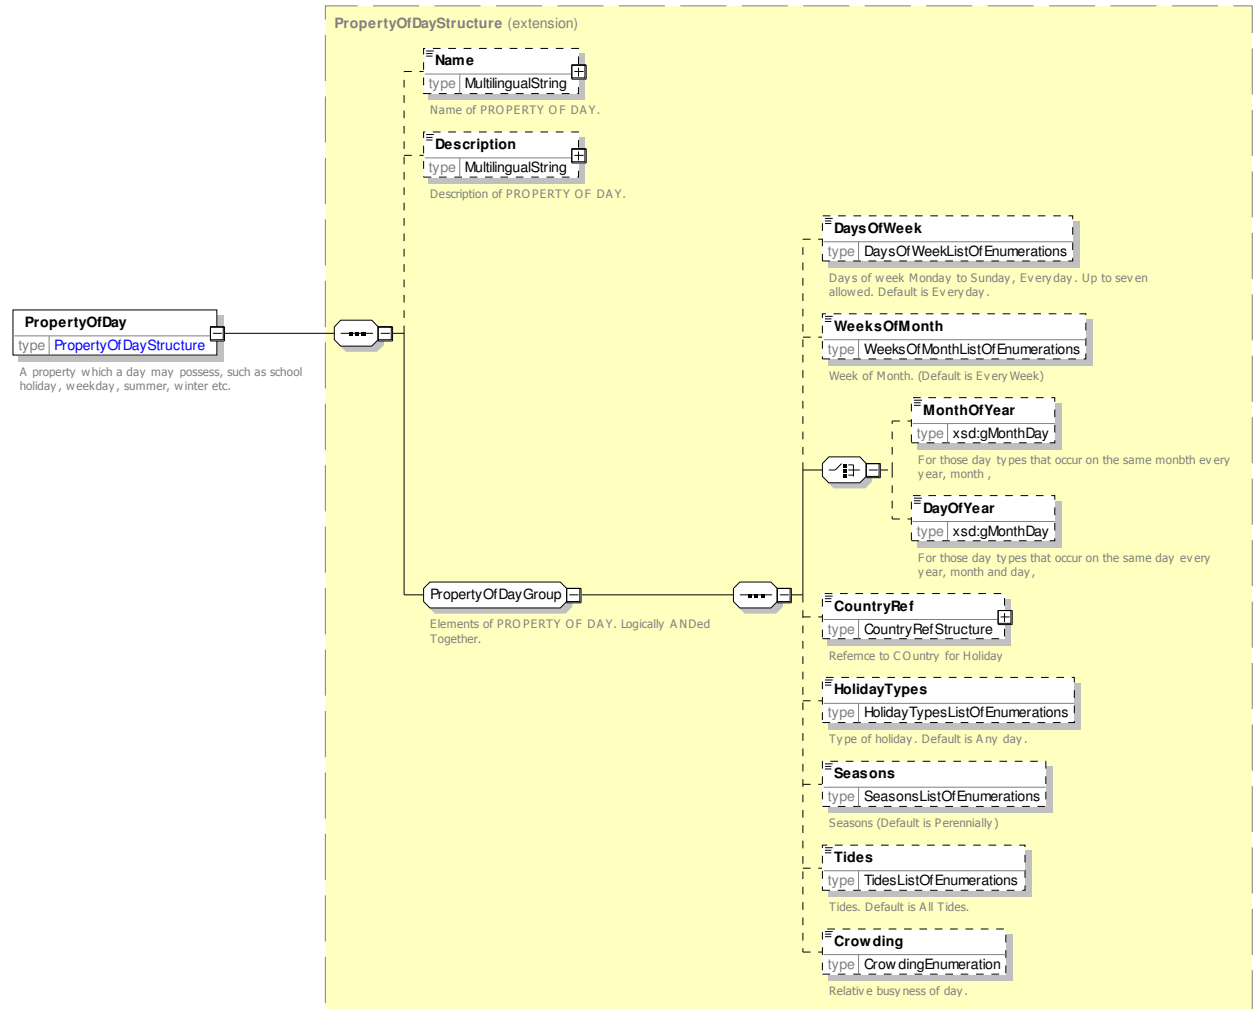 PropertyOfDayStructure (extension)
Name
type MultilingualString
Name of PROPERTY OF DAY.
Description
type MultilingualString
Description of PROPERTY OF DAY.
PropertyOfDay
type PropertyOfDayStructure
A property which a day may possess, such as school
holiday, weekday, summer, winter etc.
PropertyOfDayGroup
Elements of PROPERTY OF DAY. Logically ANDed
Together.
DaysOfWeek
type DaysOfWeekListOfEnumerations
Days of week Monday to Sunday, Everyday. Up to seven
allowed. Default is Everyday.
WeeksOfMonth
type WeeksOfMonthListOfEnumerations
Week of Month. (Default is EveryWeek)
MonthOfYear
type xsd:gMonthDay
For those day types that occur on the same monbth every
year, month ,
DayOfYear
type xsd:gMonthDay
For those day types that occur on the same day every
year, month and day,
CountryRef
type CountryRefStructure
Refernce to COuntry for Holiday
HolidayTypes
type HolidayTypesListOfEnumerations
Type of holiday. Default is Any day.
Seasons
type SeasonsListOfEnumerations
Seasons (Default is Perennially)
Tides
type TidesListOfEnumerations
Tides. Default is All Tides.
Crowding
type CrowdingEnumeration
Relative busyness of day.